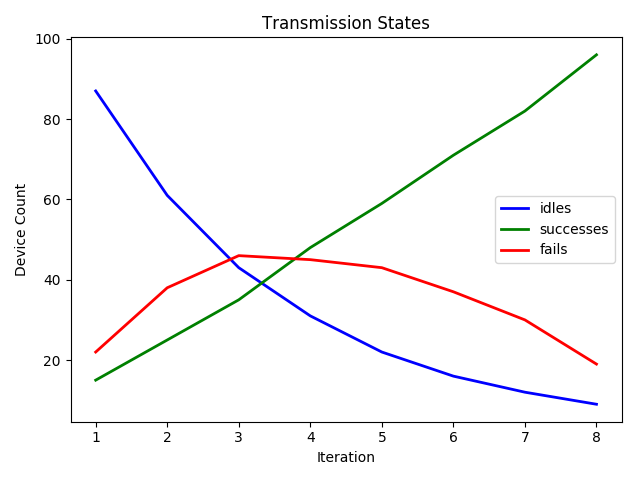 Transmission States
Device Count
100
80
60
40
20
idles
successes
fails
1 2 3 4 5 6 7 8
Iteration